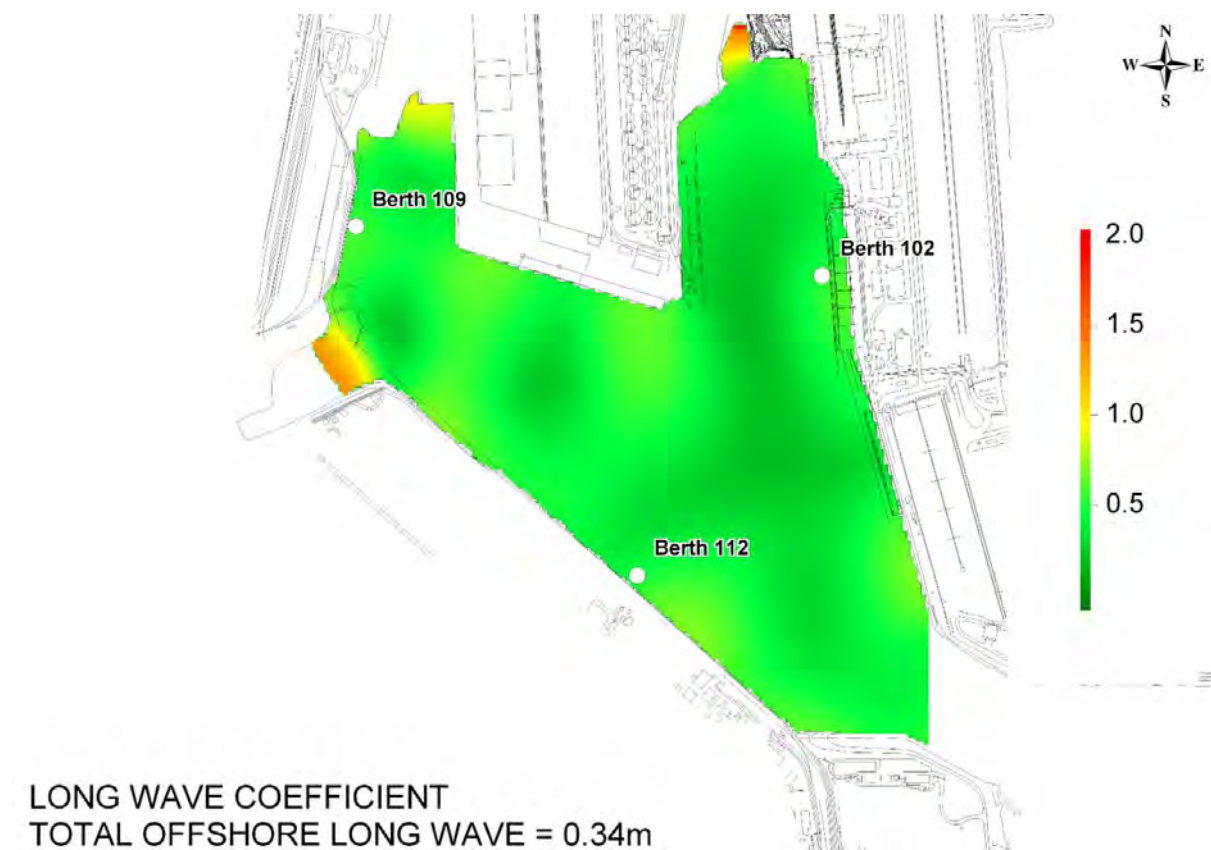 N
W E
S
Berth 109
Berth 102
2.0
1.5
1.0
0.5
Berth 112
LONG WAVE COEFFICIENT
TOTAL OFFSHORE LONG WAVE = 0.34m